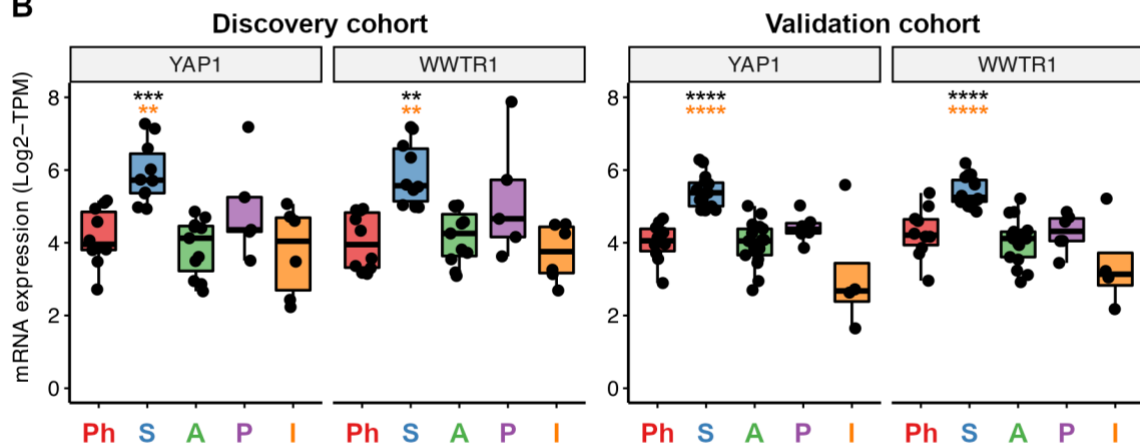 B
Discovery cohort Validation cohort
YAP1 WWTR1 YAP1 WWTR1
mRNA expression (Log2−TPM)
8 *** ** 8 **** ****
** ** **** ****
6 6
4 4
2 2
0 0
Ph S A P I Ph S A P I Ph S A P I Ph S A P I